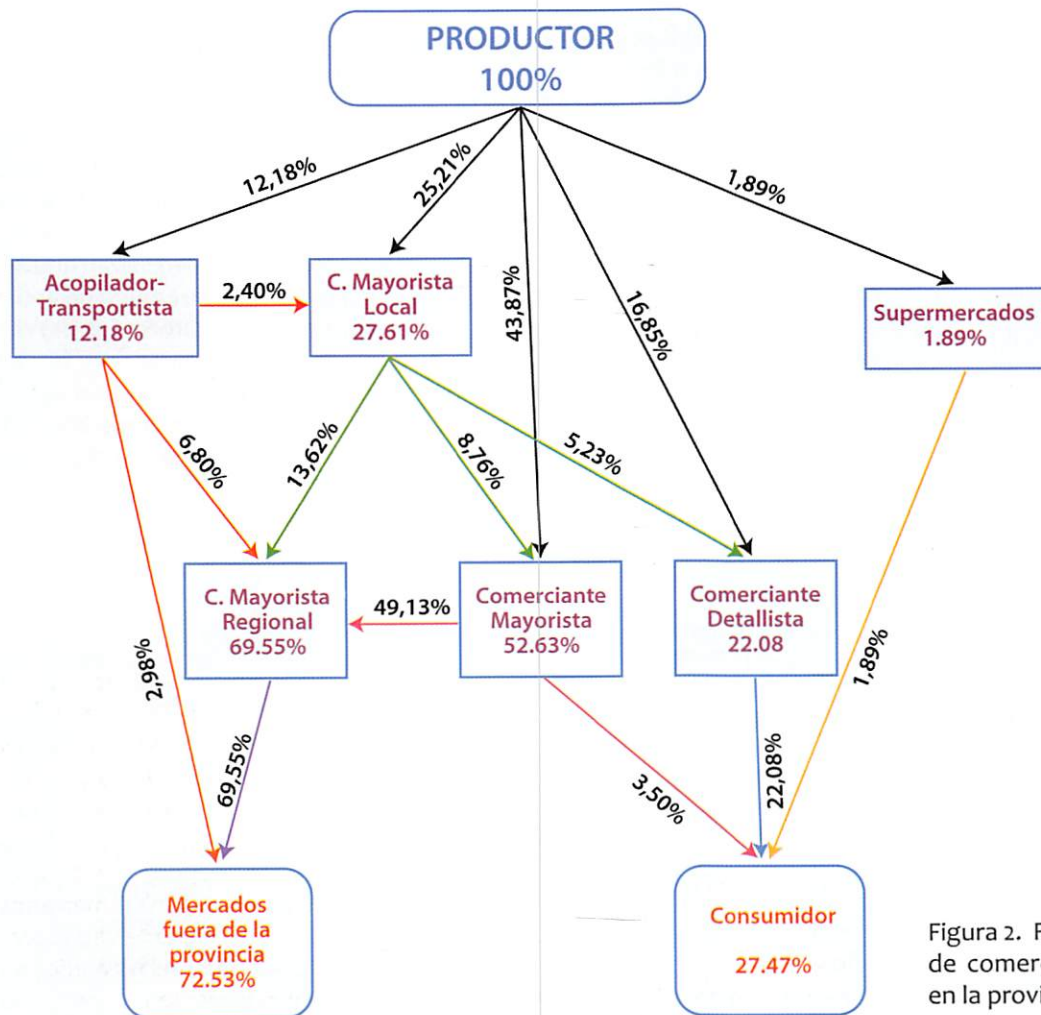 PRODUCTOR
100%
12,18%
25,21%
43,87%
16,85%
1,89%
Acopilador-
Transportista
12.18%
2,40%
C. Mayorista
Local
27.61%
Supermercados
1.89%
6,80%
13,62%
8,76%
5,23%
2,98%
C. Mayorista
Regional
69.55%
49,13%
Comerciante
Mayorista
52.63%
Comerciante
Detallista
22.08
1,89%
69,55%
3,50%
22,08%
Mercados
fuera de la
provincia
72.53%
Consumidor
27.47%
Figura 2.
de comer
en la provi